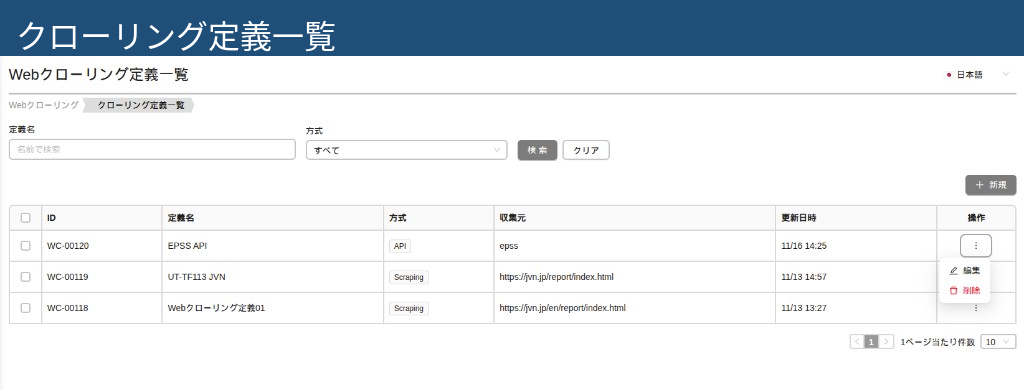 クローリング定義一覧
Webクローリング定義一覧
日本語
Webクローリング クローリング定義一覧
定義名 方式
名前で検索 すべて 検 索 クリア
新規
ID 定義名 方式 収集元 更新日時 操作
WC-00120 EPSS API API epss 11/16 14:25
WC-00119 UT-TF113 JVN Scraping https://jvn.jp/report/index.html 11/13 14:57
編集
削除
WC-00118 Webクローリング定義01 Scraping https://jvn.jp/en/report/index.html 11/13 13:27
1 1ページ当たり件数 10